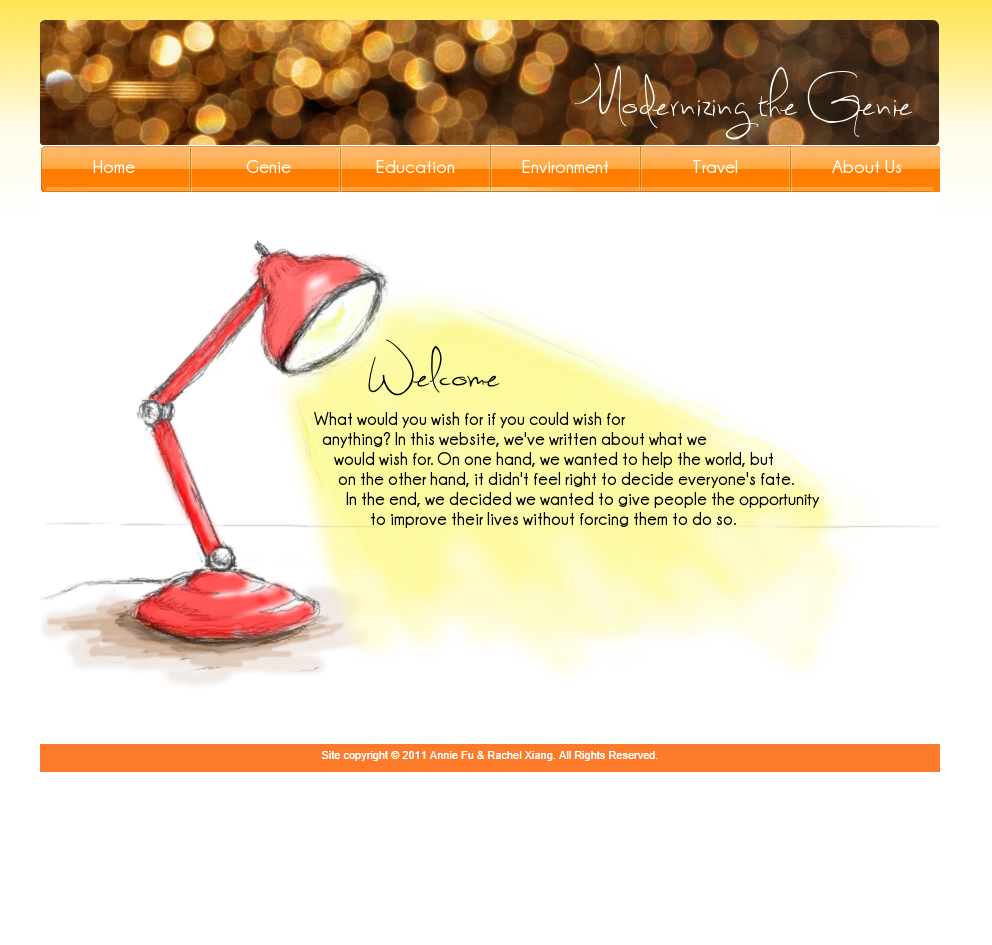 Modernizing the Genie
Home Genie Education Environment Travel About Us
Welcome
What would you wish for if you could wish for
anything? In this website, we've written about what we
would wish for. On one hand, we wanted to help the world, but
on the other hand, it didn't feel right to decide everyone's fate.
In the end, we decided we wanted to give people the opportunity
to improve their lives without forcing them to do so.
Site copyright © 2011 Annie Fu & Rachel Xiang. All Rights Reserved.